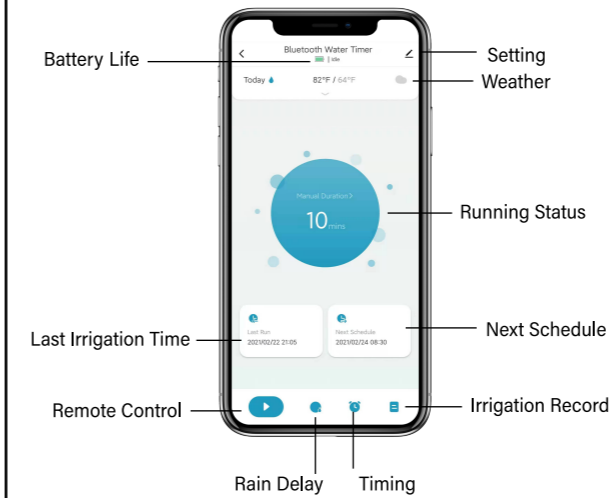 Bluetooth Water Timer
Battery Life
| Idle
Setting
Today
82°F / 64°F
Weather
Manual Duration >
10 mins
Running Status
Last Run
2021/02/22 21:05
Next Schedule
2021/02/24 08:30
Last Irrigation Time
Next Schedule
Remote Control
Irrigation Record
Rain Delay
Timing